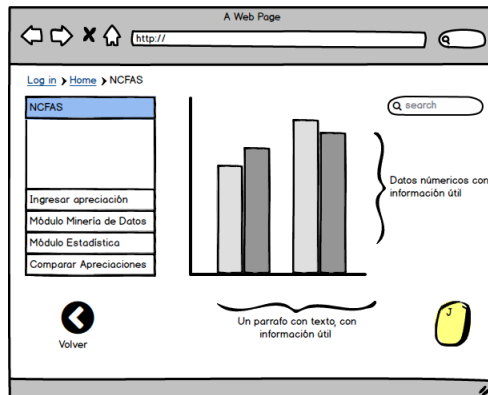 A Web Page
http://
Log in > Home > NCFAS
NCFAS
search
Datos númericos con
información útil
Ingresar apreciación
Módulo Minería de Datos
Módulo Estadística
Comparar Apreciaciones
Volver
Un parrafo con texto, con
información útil
J